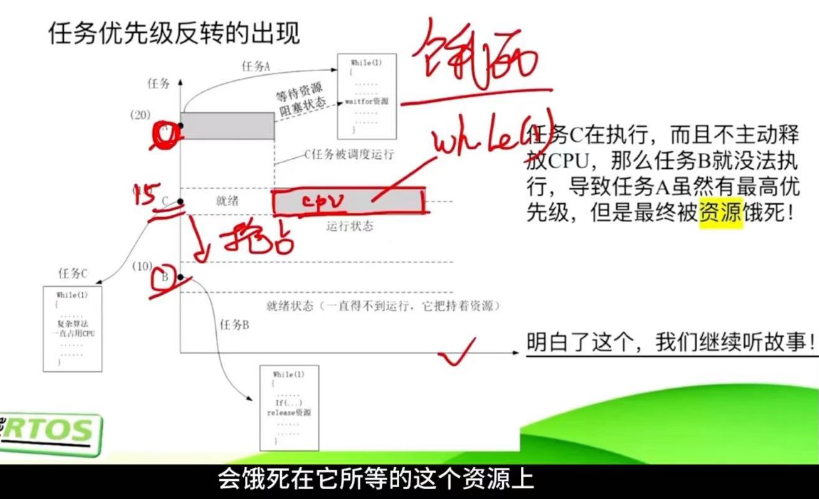 任务优先级反转的出现
任务A
While(1)
{
......
......
waitfor资源
......
......
}
任务
等待资源
阻塞状态
(20)
C任务被调度运行
while()
15
C
就绪
cpu
运行状态
抢占
(10)
B
任务C
While(1)
{
......
复杂算法
一直占用CPU
......
......
}
就绪状态（一直得不到运行，它把持着资源）
任务B
While(1)
{
......
If(...)
release资源
......
......
}
任务C在执行，而且不主动释
放CPU，那么任务B就没法执
行，导致任务A虽然有最高优
先级，但是最终被资源饿死！
明白了这个，我们继续听故事！
RTOS
会饿死在它所等的这个资源上